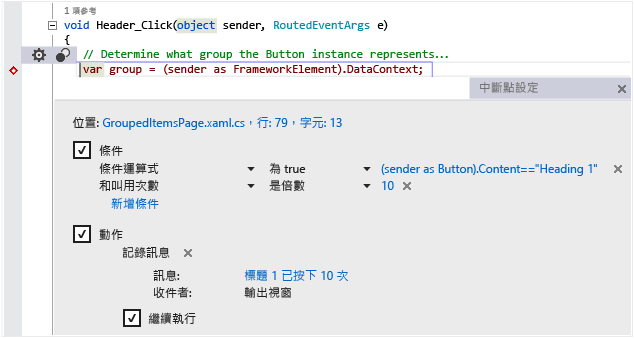 1 項參考
void Header_Click(object sender, RoutedEventArgs e)
{
// Determine what group the Button instance represents...
var group = (sender as FrameworkElement).DataContext;
中斷點設定
位置: GroupedItemsPage.xaml.cs，行: 79，字元: 13
條件
條件運算式 為 true (sender as Button).Content=="Heading 1"
和叫用次數 是倍數 10
新增條件
動作
記錄訊息
訊息: 標題 1 已按下 10 次
收件者: 輸出視窗
繼續執行